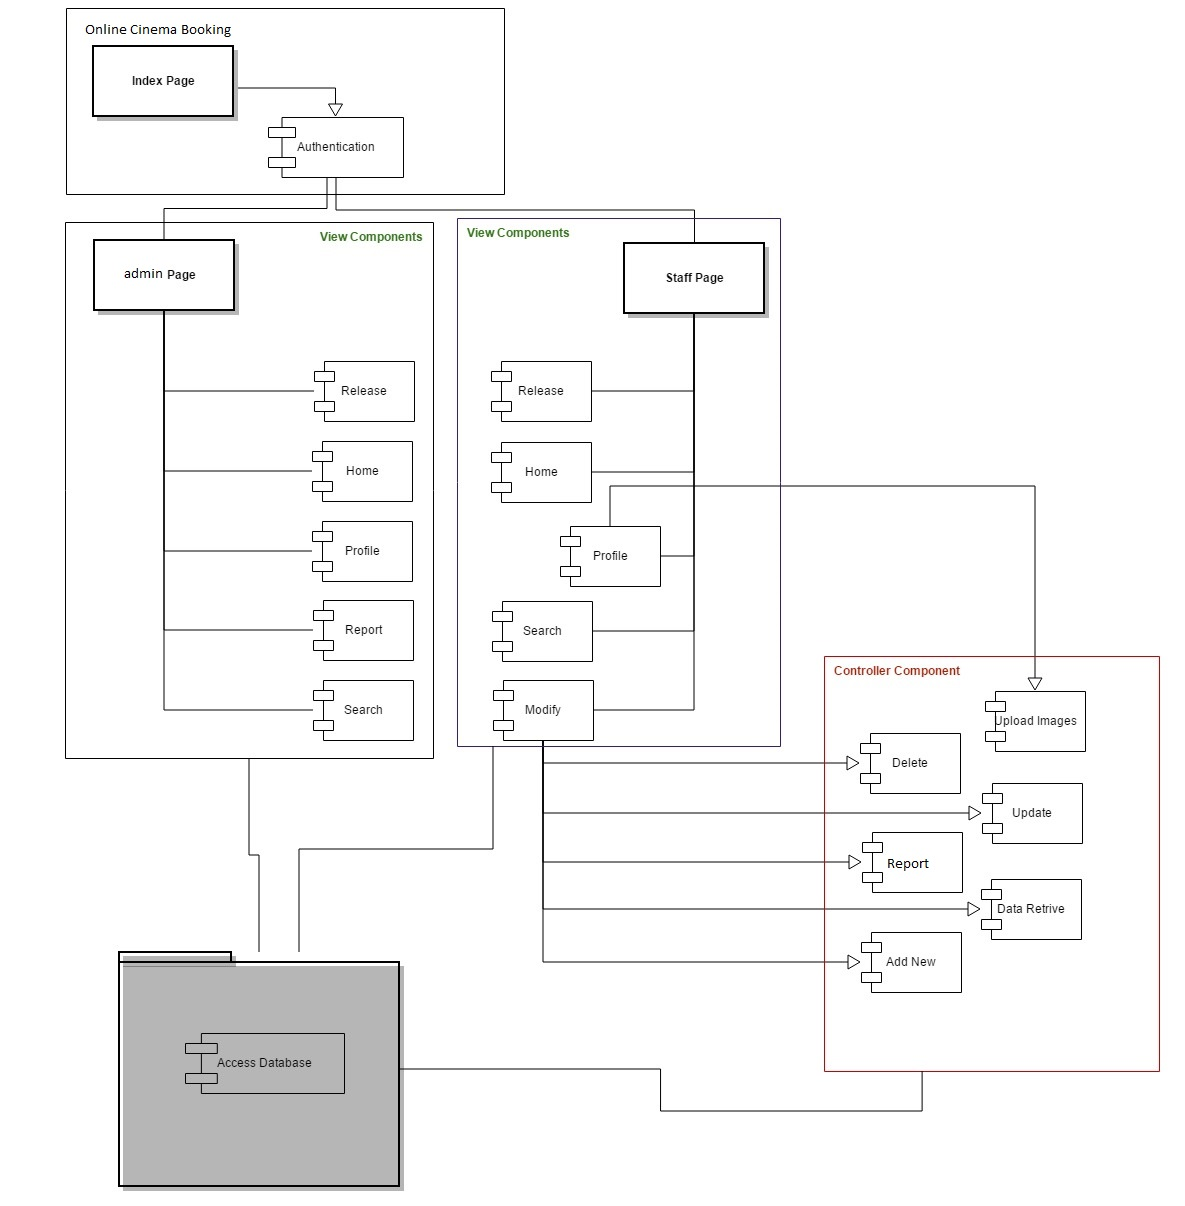 Online Cinema Booking
Index Page
Authentication
View Components
admin Page
Release
Home
Profile
Report
Search
View Components
Staff Page
Release
Home
Profile
Search
Modify
Controller Component
Upload Images
Delete
Update
Report
Data Retrive
Add New
Access Database